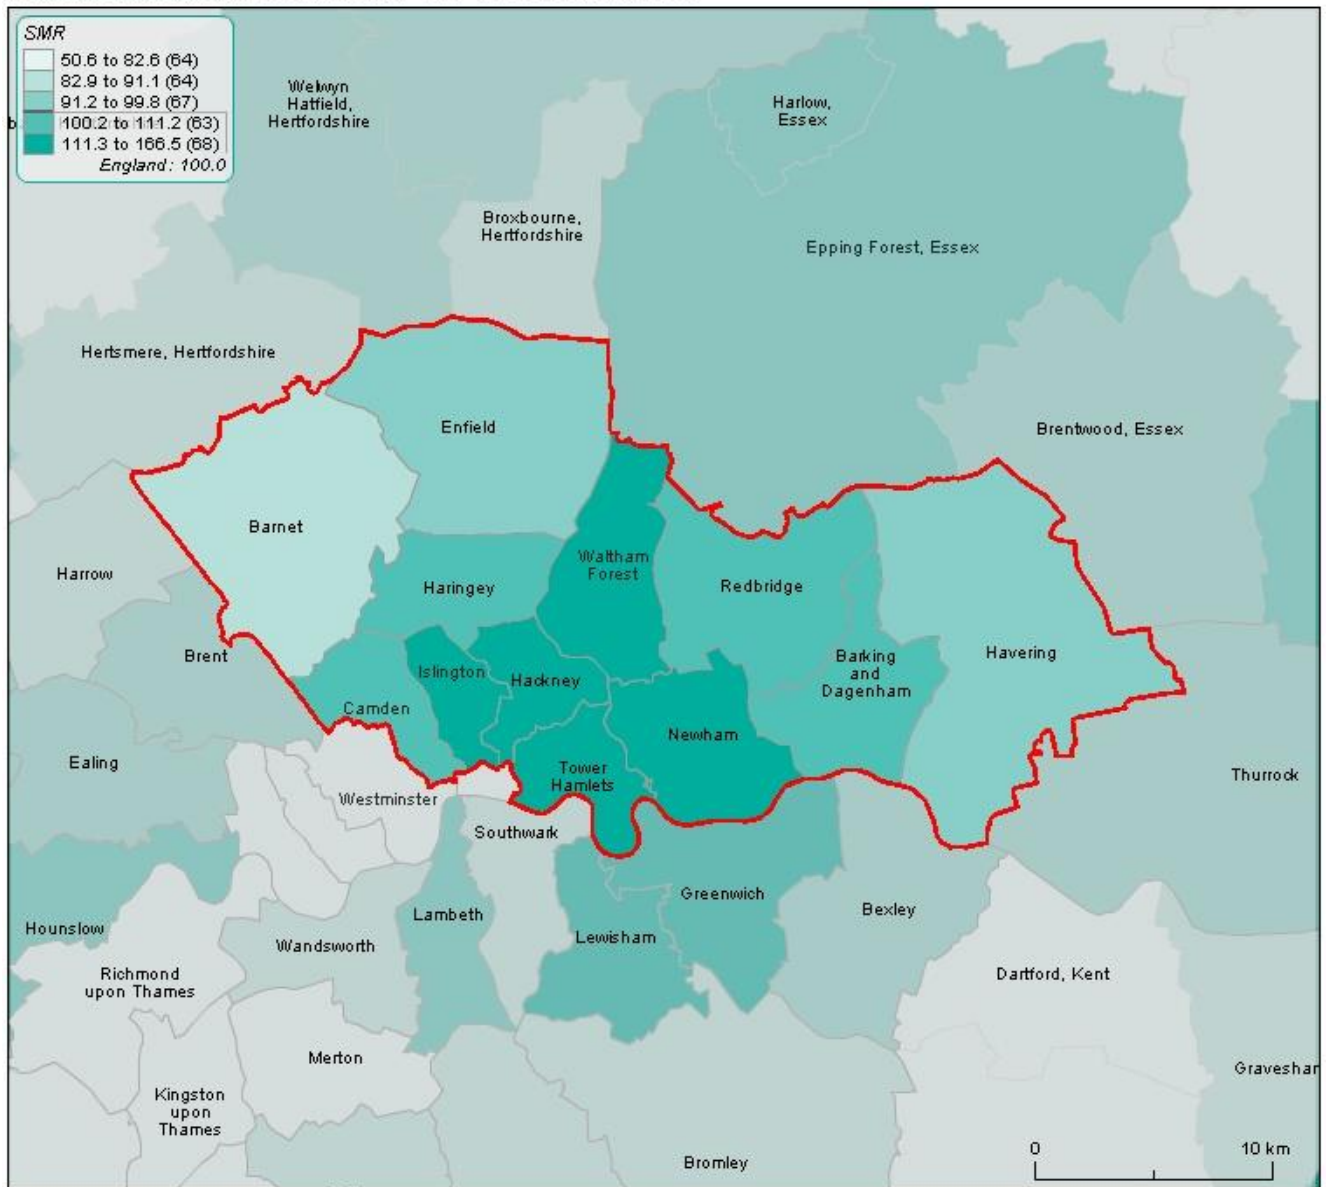 SMR
50.6 to 82.6 (64)
82.9 to 91.1 (64)
91.2 to 99.8 (67)
100.2 to 111.2 (63)
111.3 to 166.5 (68)
England: 100.0
Welwyn
Hatfield,
Hertfordshire
Harlow,
Essex
Broxbourne,
Hertfordshire
Epping Forest, Essex
Hertsmere, Hertfordshire
Enfield
Brentwood, Essex
Barnet
Harrow
Haringey
Waltham
Forest
Redbridge
Brent
Islington
Hackney
Barking
and
Dagenham
Havering
Camden
Newham
Ealing
Tower
Hamlets
Thurrock
Westminster
Southwark
Greenwich
Hounslow
Lambeth
Bexley
Wandsworth
Lewisham
Richmond
upon Thames
Dartford, Kent
Merton
Gravesham
Kingston
upon
Thames
Bromley
0
10 km